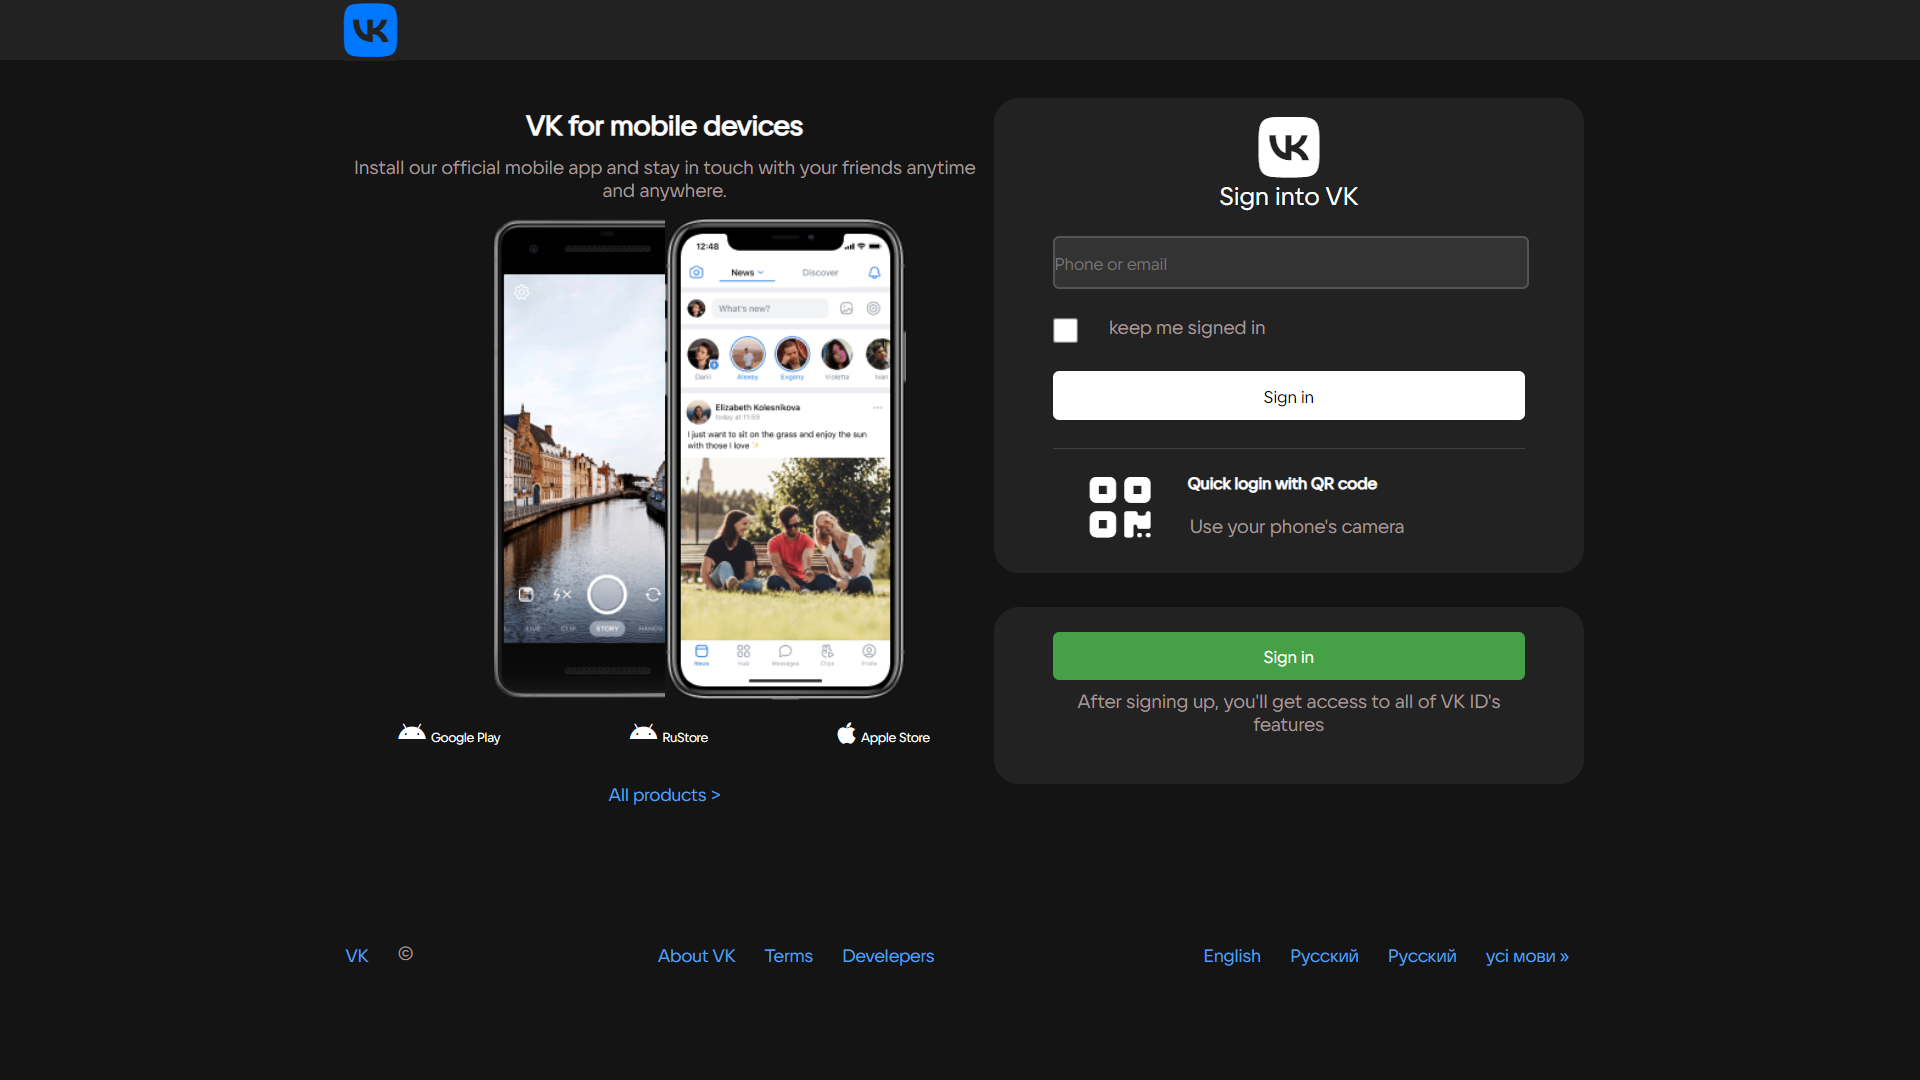 VK
VK for mobile devices
Install our official mobile app and stay in touch with your friends anytime
and anywhere.
12:48
News
Discover
What's new?
Danil
Alexey
Evgeny
Violetta
Ivan
Elizabeth Kolesnikova
today at 11:59
I just want to sit on the grass and enjoy the sun
with those I love ✨
LIVE
CLIP
STORY
HANDS
News
Hub
Messages
Clips
Profile
Google Play
RuStore
Apple Store
All products >
VK
Sign into VK
Phone or email
keep me signed in
Sign in
Quick login with QR code
Use your phone's camera
Sign in
After signing up, you'll get access to all of VK ID's
features
VK ©
About VK Terms Develepers
English Русский Русский усі мови »